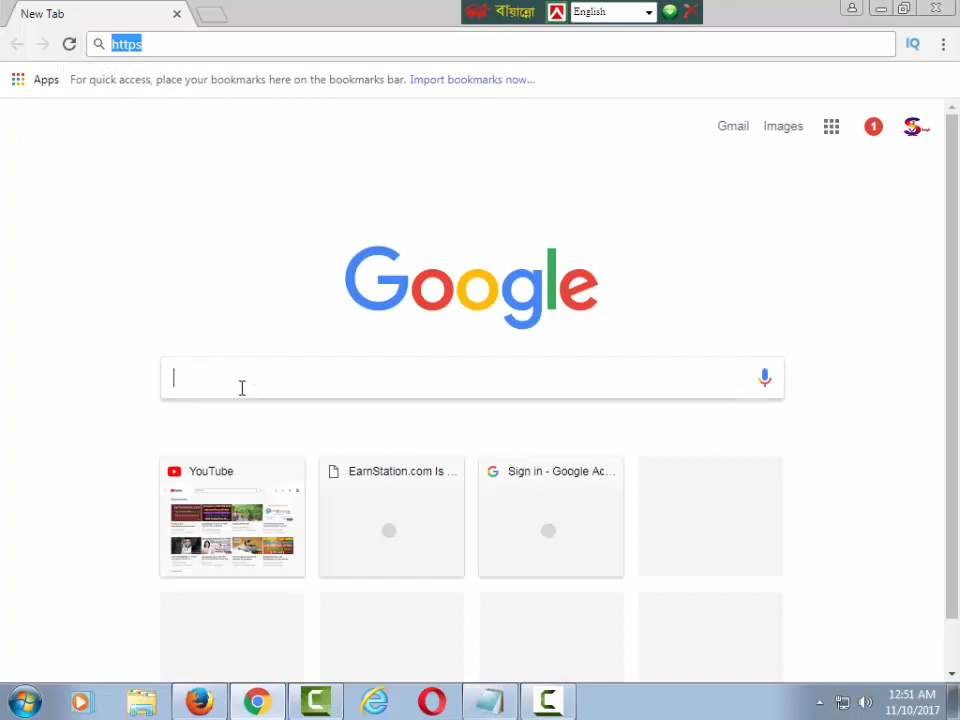 New Tab
বায়ান্নো
English
https
IQ
Apps
For quick access, place your bookmarks here on the bookmarks bar. Import bookmarks now...
Gmail
Images
1
Google
YouTube
EarnStation.com Is ...
Sign in - Google Ac...
12:51 AM
11/10/2017